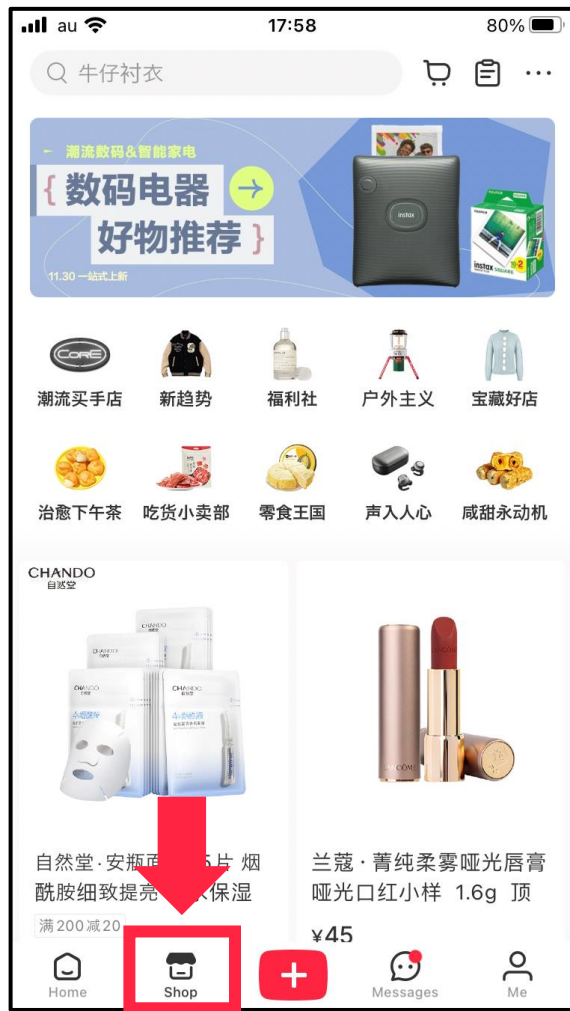 au
17:58
80%
牛仔衬衣
潮流数码&智能家电
{ 数码电器
好物推荐 }
11.30 一站式上新
instax
instax SQUARE
CORE
潮流买手店
新趋势
福利社
户外主义
宝藏好店
治愈下午茶
吃货小卖部
零食王国
声入人心
咸甜永动机
CHANDO
自然堂
CHANDO
自然堂
LANCÔME
自然堂·安瓶面 片 烟
酰胺细致提亮 水保湿
满200减20
兰蔻·菁纯柔雾哑光唇膏
哑光口红小样 1.6g 顶
¥45
Home
Shop
Messages
Me